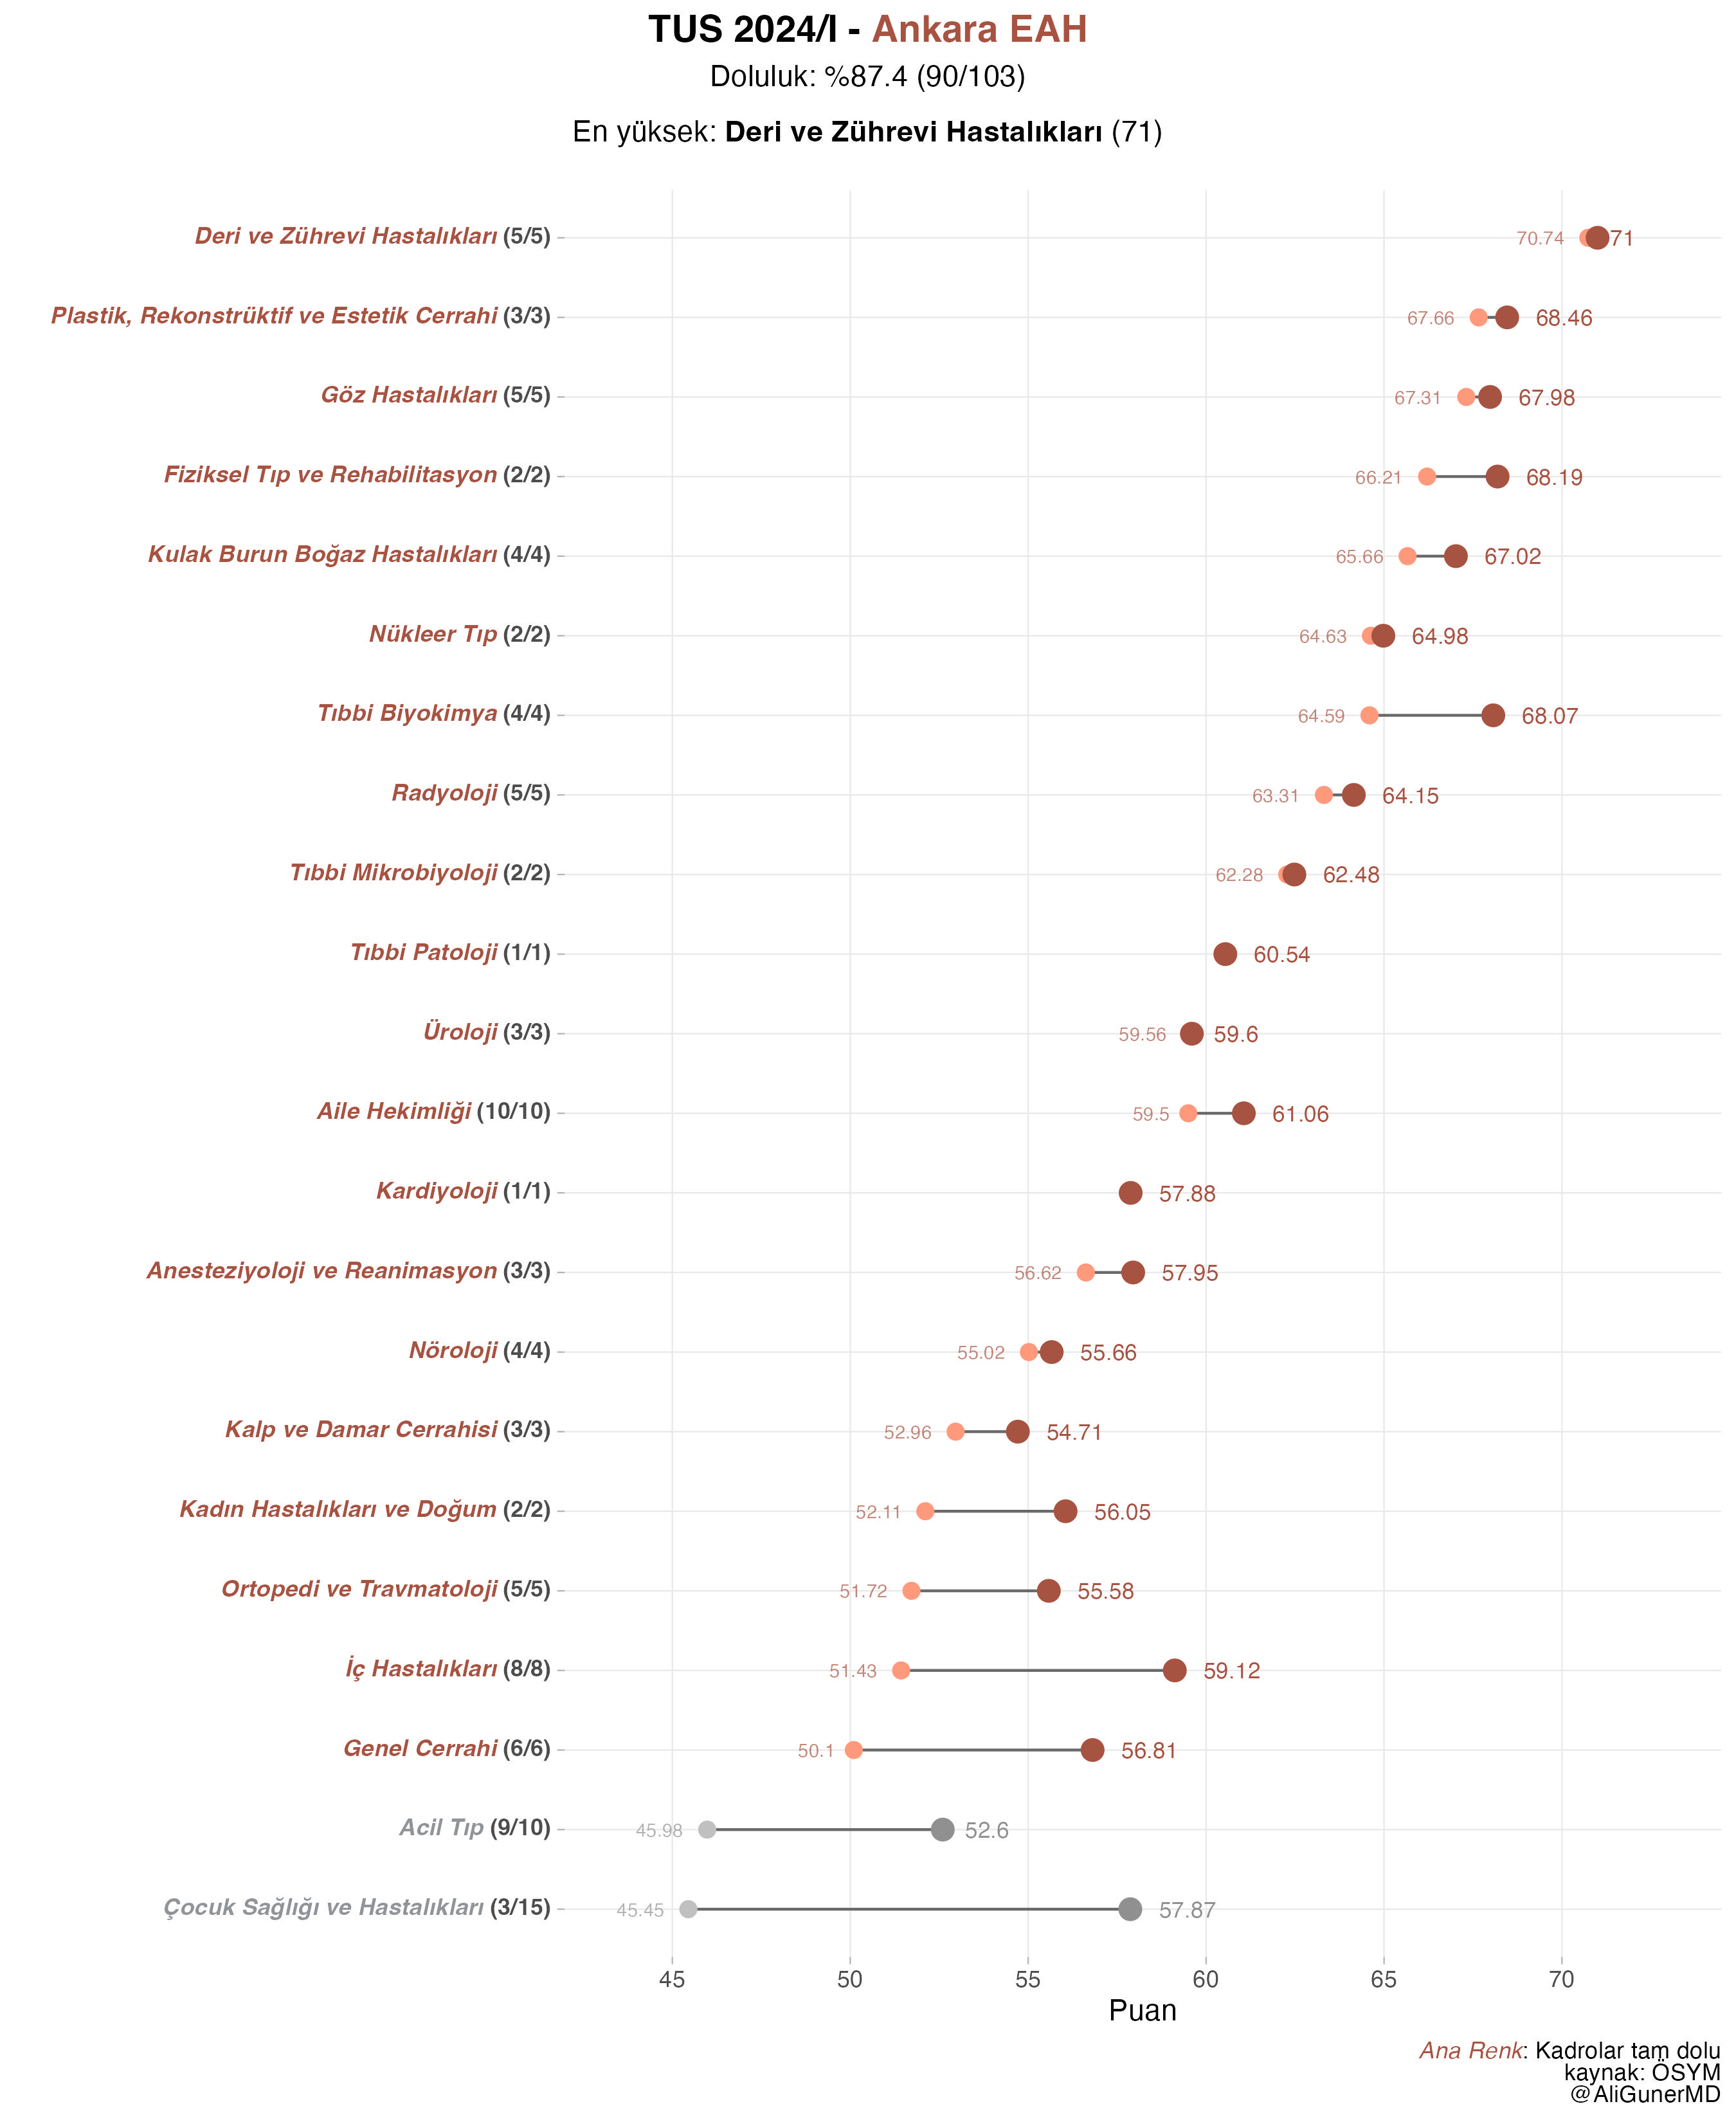 TUS 2024/I - Ankara EAH
Doluluk: %87.4 (90/103)
En yüksek: Deri ve Zührevi Hastalıkları (71)
Deri ve Zührevi Hastalıkları (5/5) 70.74 71
Plastik, Rekonstrüktif ve Estetik Cerrahi (3/3) 67.66 68.46
Göz Hastalıkları (5/5) 67.31 67.98
Fiziksel Tıp ve Rehabilitasyon (2/2) 66.21 68.19
Kulak Burun Boğaz Hastalıkları (4/4) 65.66 67.02
Nükleer Tıp (2/2) 64.63 64.98
Tıbbi Biyokimya (4/4) 64.59 68.07
Radyoloji (5/5) 63.31 64.15
Tıbbi Mikrobiyoloji (2/2) 62.28 62.48
Tıbbi Patoloji (1/1) 60.54
Üroloji (3/3) 59.56 59.6
Aile Hekimliği (10/10) 59.5 61.06
Kardiyoloji (1/1) 57.88
Anesteziyoloji ve Reanimasyon (3/3) 56.62 57.95
Nöroloji (4/4) 55.02 55.66
Kalp ve Damar Cerrahisi (3/3) 52.96 54.71
Kadın Hastalıkları ve Doğum (2/2) 52.11 56.05
Ortopedi ve Travmatoloji (5/5) 51.72 55.58
İç Hastalıkları (8/8) 51.43 59.12
Genel Cerrahi (6/6) 50.1 56.81
Acil Tıp (9/10) 45.98 52.6
Çocuk Sağlığı ve Hastalıkları (3/15) 45.45 57.87
45 50 55 60 65 70
Puan
Ana Renk: Kadrolar tam dolu
kaynak: ÖSYM
@AliGunerMD